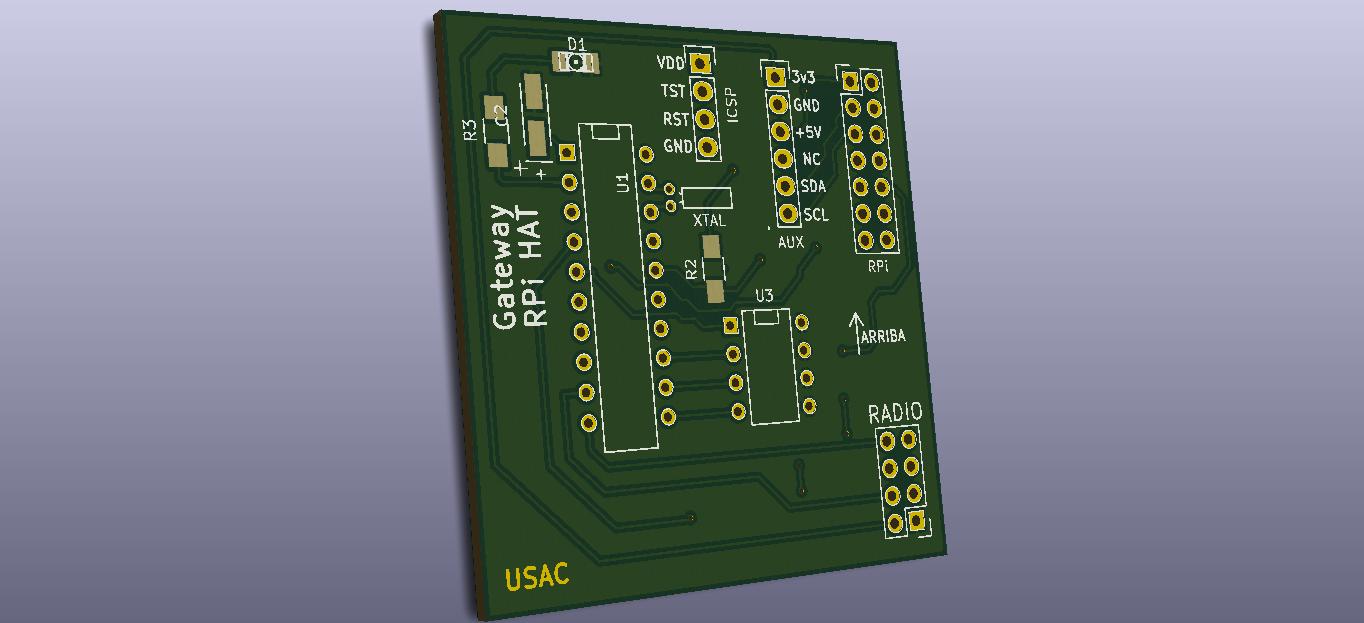 D1
VDD
TST
RST
GND
ICSP
3v3
GND
+5V
NC
SDA
SCL
AUX
RPi
R3
C2
+
+
U1
XTAL
R2
U3
Gateway
RPi HAT
ARRIBA
RADIO
USAC